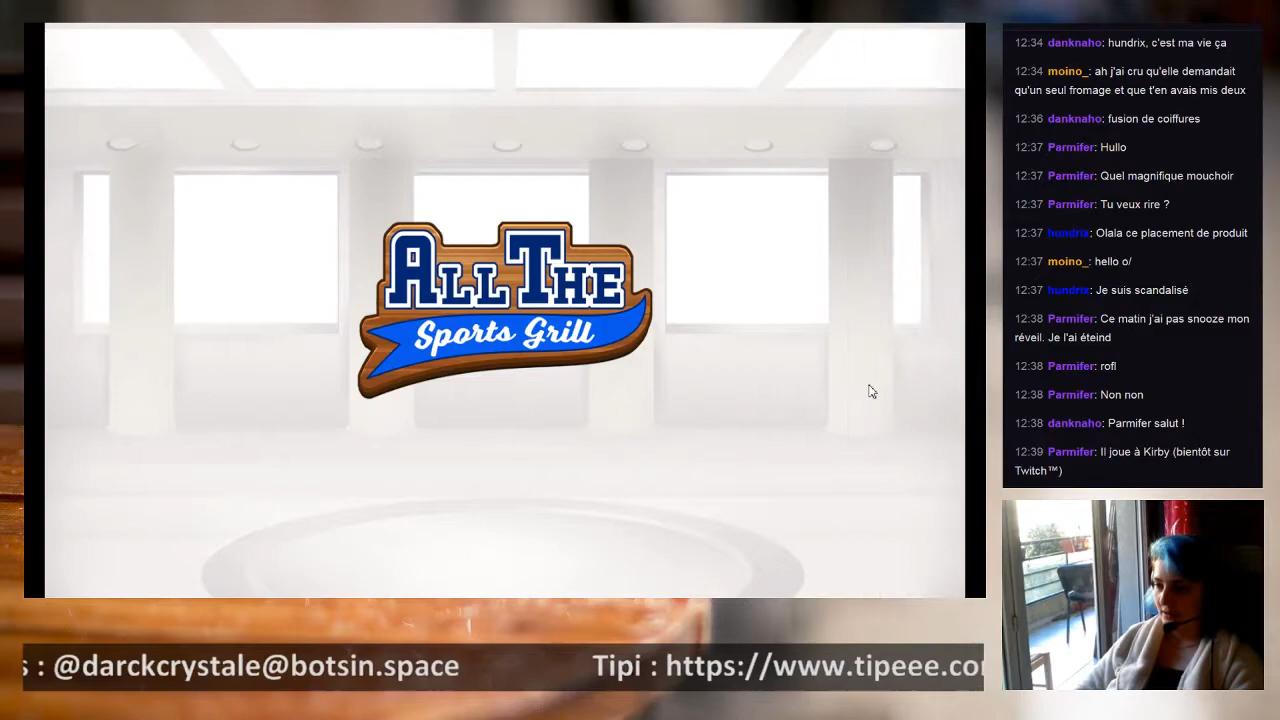 ALL THE
Sports Grill
12:34 danknaho: hundrix, c'est ma vie ça
12:34 moino_: ah j'ai cru qu'elle demandait
qu'un seul fromage et que t'en avais mis deux
12:36 danknaho: fusion de coiffures
12:37 Parmifer: Hullo
12:37 Parmifer: Quel magnifique mouchoir
12:37 Parmifer: Tu veux rire ?
12:37 hundrix: Olala ce placement de produit
12:37 moino_: hello o/
12:37 hundrix: Je suis scandalisé
12:38 Parmifer: Ce matin j'ai pas snooze mon
réveil. Je l'ai éteind
12:38 Parmifer: rofl
12:38 Parmifer: Non non
12:38 danknaho: Parmifer salut !
12:39 Parmifer: Il joue à Kirby (bientôt sur
Twitch™)
s : @darckcrystale@botsin.space Tipi : https://www.tipeee.co